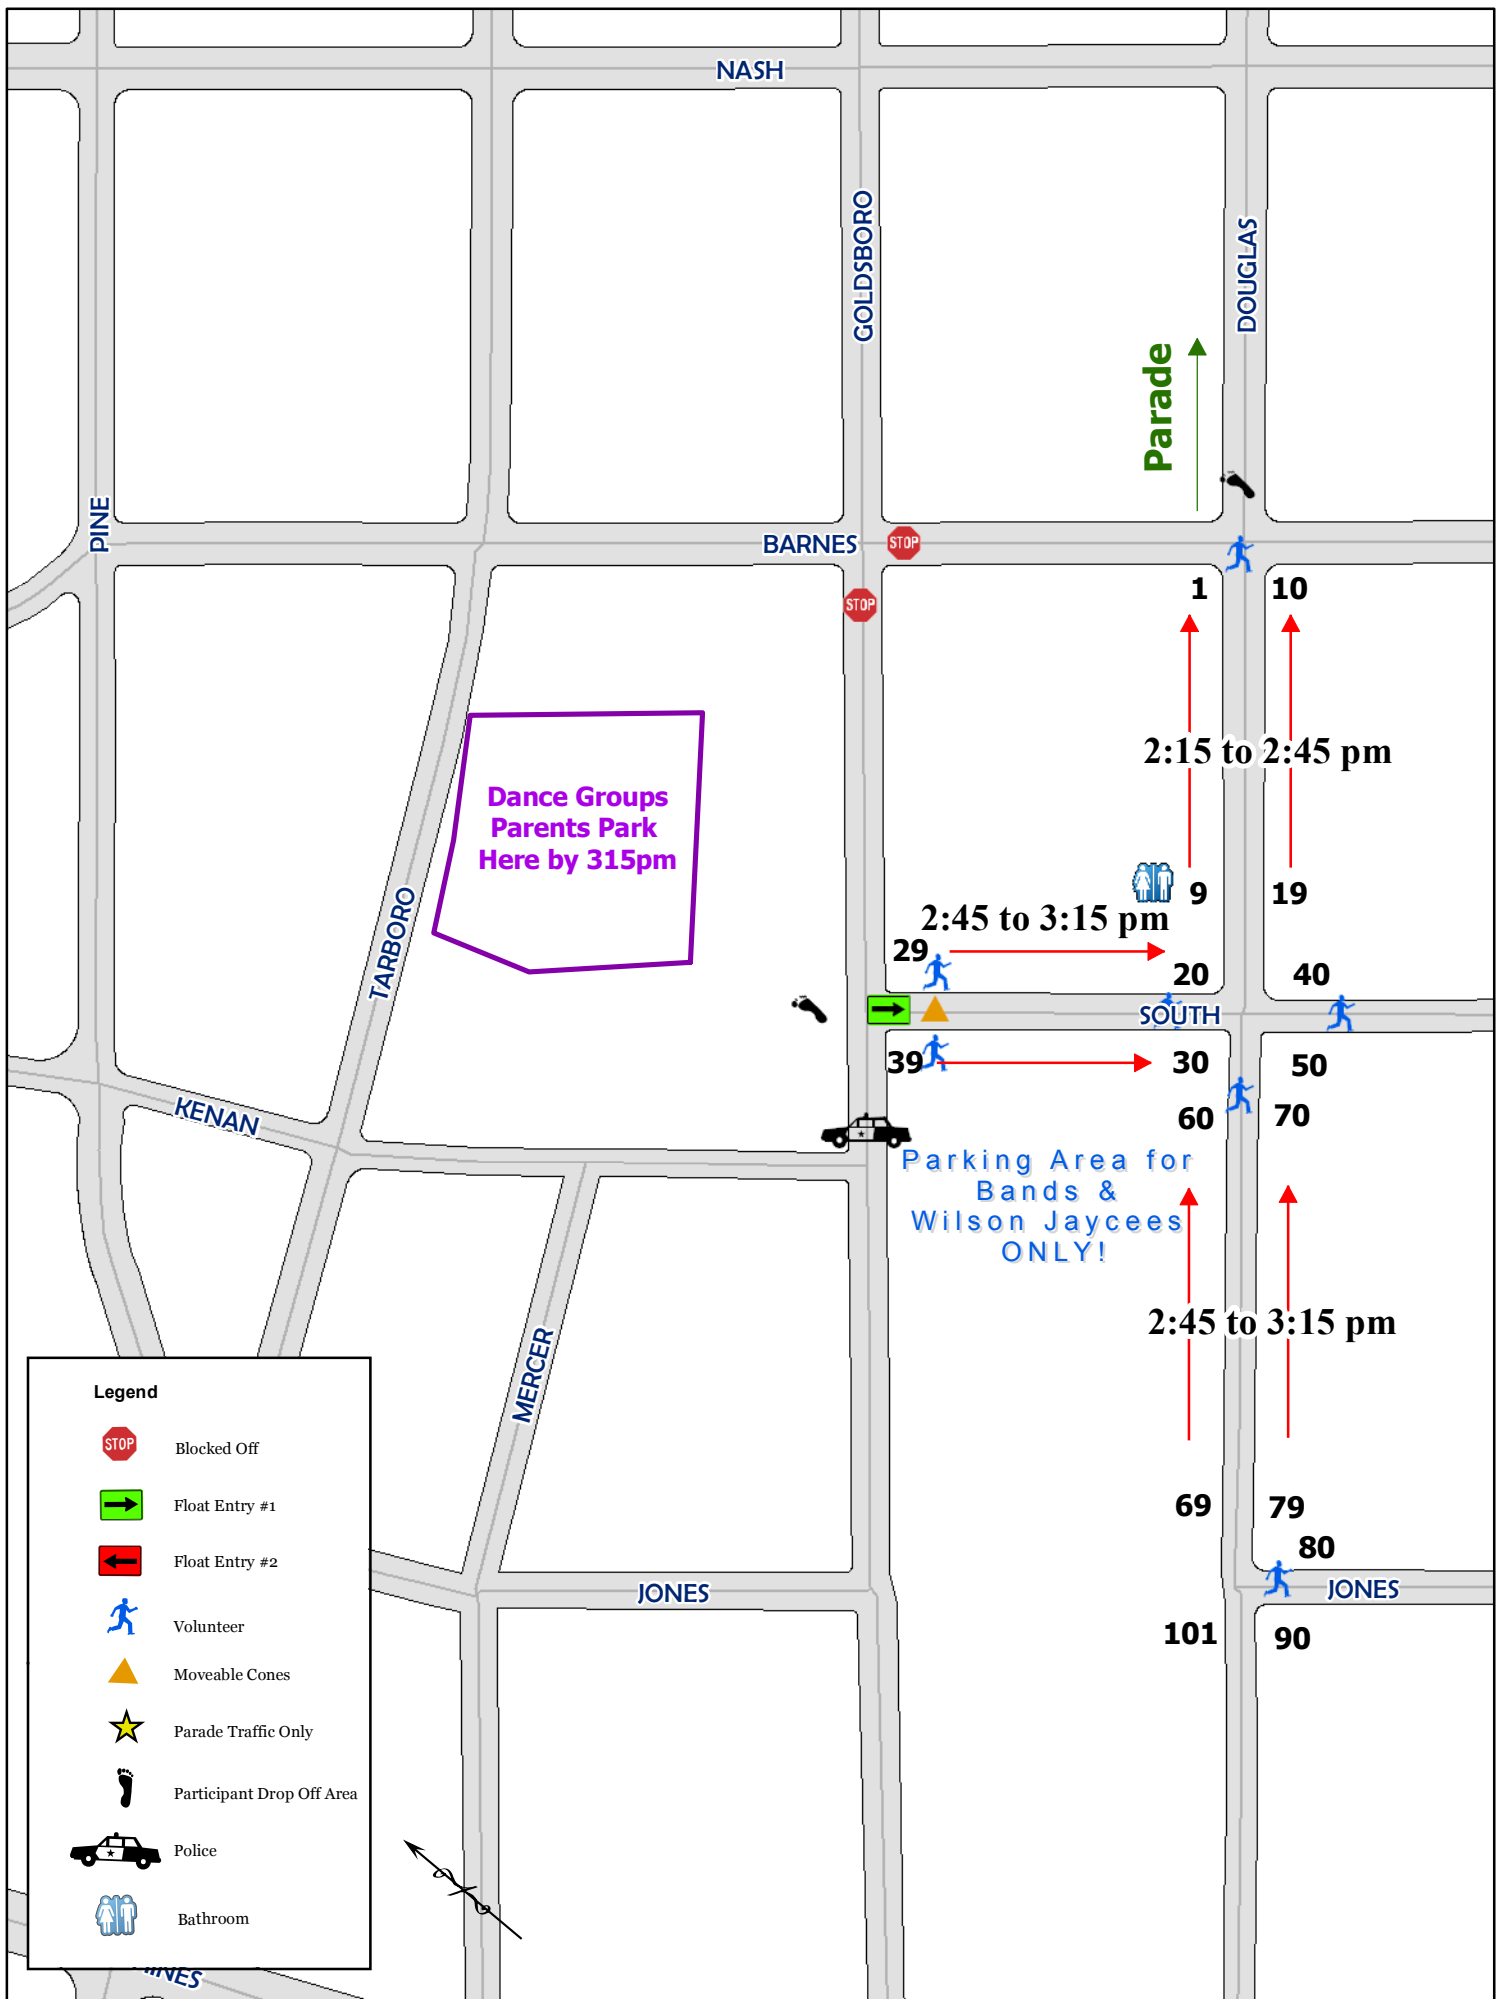 NASH
GOLDSBORO
DOUGLAS
Parade
PINE
BARNES
STOP
STOP
1
10
2:15 to 2:45 pm
Dance Groups
Parents Park
Here by 315pm
TARBORO
9
19
2:45 to 3:15 pm
29
20
40
SOUTH
39
30
50
60
70
KENAN
Parking Area for
Bands &
Wilson Jaycees
ONLY!
2:45 to 3:15 pm
MERCER
69
79
80
JONES
JONES
101
90
Legend
STOP
Blocked Off
Float Entry #1
Float Entry #2
Volunteer
Moveable Cones
Parade Traffic Only
Participant Drop Off Area
Police
Bathroom